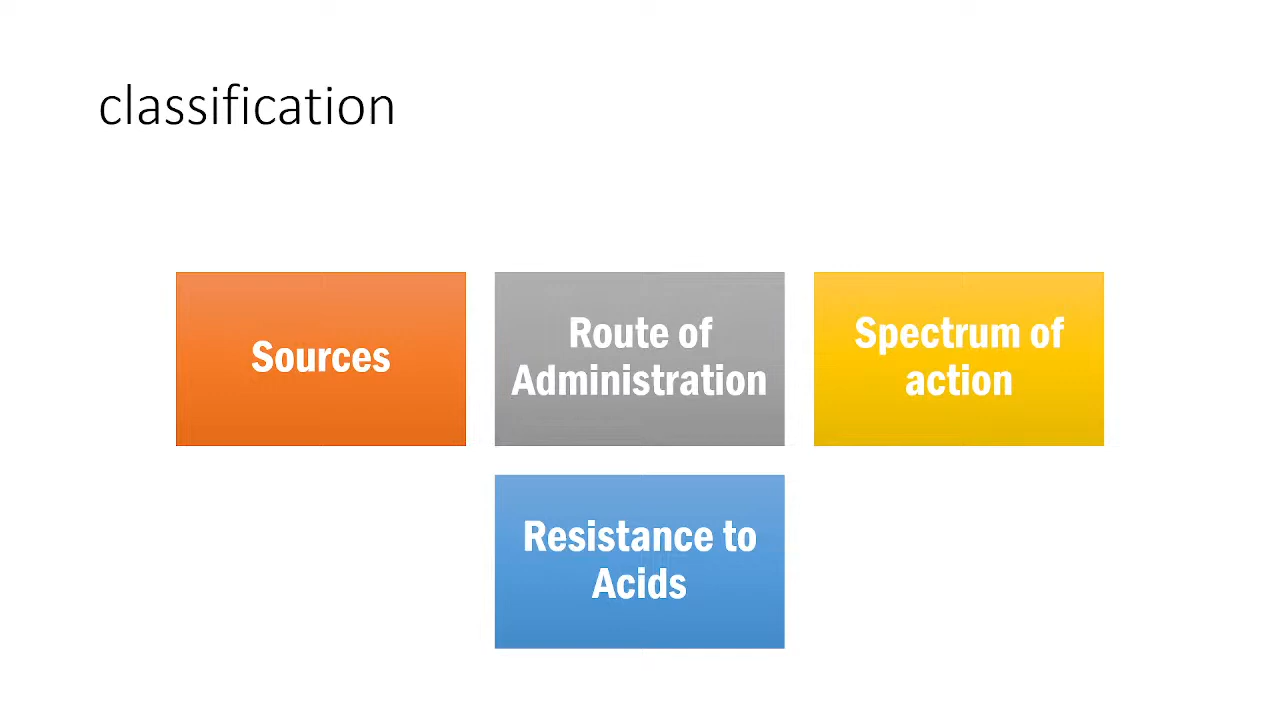 classification
Sources
Route of
Administration
Spectrum of
action
Resistance to
Acids